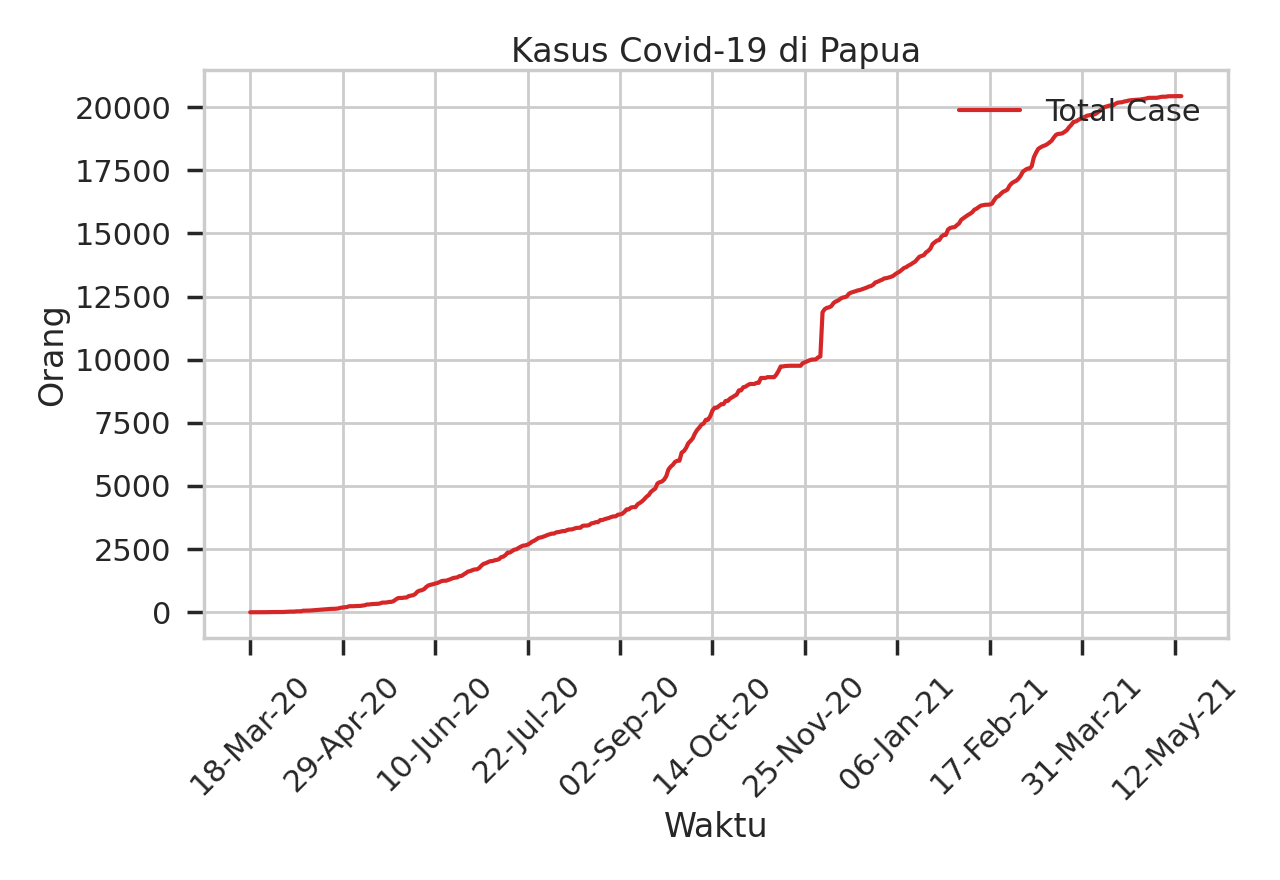 Kasus Covid-19 di Papua
Total Case
20000
17500
15000
12500
10000
7500
5000
2500
0
Orang
18-Mar-20
29-Apr-20
10-Jun-20
22-Jul-20
02-Sep-20
14-Oct-20
25-Nov-20
06-Jan-21
17-Feb-21
31-Mar-21
12-May-21
Waktu